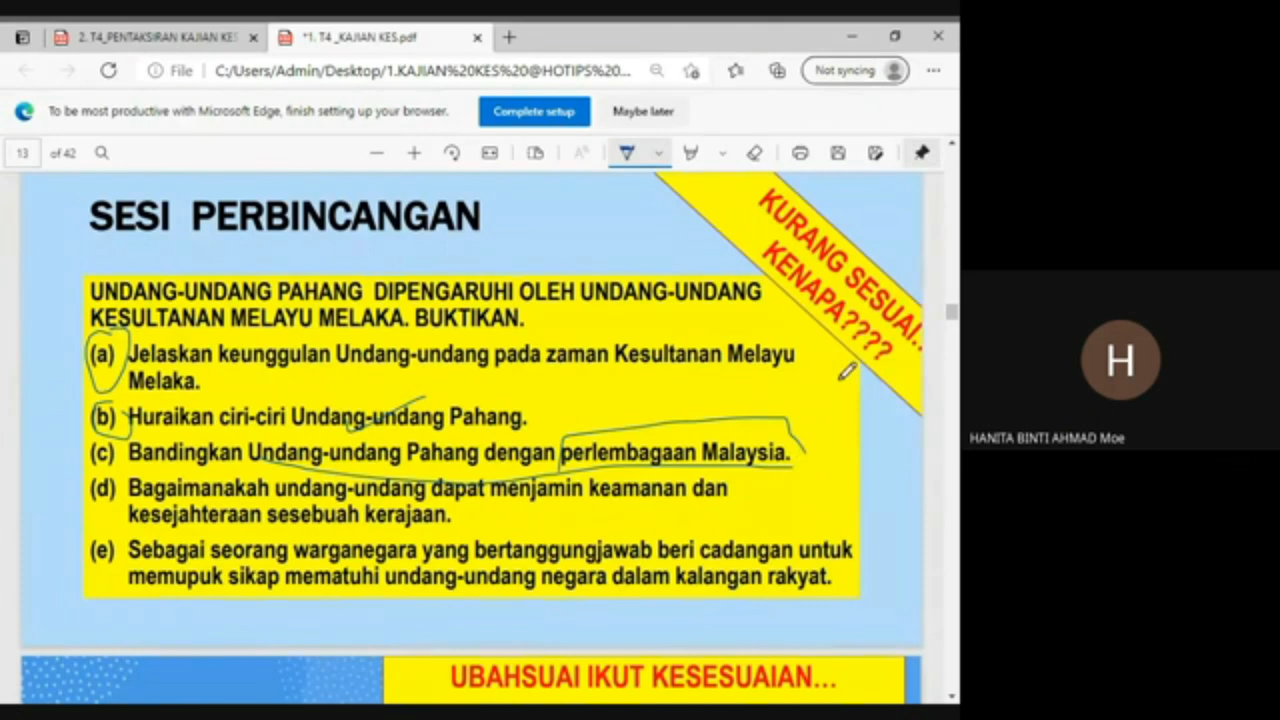 2. T4_PENTAKSIRAN KAJIAN KES
*1. T4 _KAJIAN KES.pdf
File
C:/Users/Admin/Desktop/1.KAJIAN%20KES%20@HOTIPS%20...
Not syncing
To be most productive with Microsoft Edge, finish setting up your browser.
Complete setup
Maybe later
13 of 42
SESI PERBINCANGAN
KURANG SESUAI..
KENAPA????
UNDANG-UNDANG PAHANG DIPENGARUHI OLEH UNDANG-UNDANG
KESULTANAN MELAYU MELAKA. BUKTIKAN.
(a) Jelaskan keunggulan Undang-undang pada zaman Kesultanan Melayu
Melaka.
(b) Huraikan ciri-ciri Undang-undang Pahang.
(c) Bandingkan Undang-undang Pahang dengan perlembagaan Malaysia.
(d) Bagaimanakah undang-undang dapat menjamin keamanan dan
kesejahteraan sesebuah kerajaan.
(e) Sebagai seorang warganegara yang bertanggungjawab beri cadangan untuk
memupuk sikap mematuhi undang-undang negara dalam kalangan rakyat.
UBAHSUAI IKUT KESESUAIAN...
H
HANITA BINTI AHMAD Moe